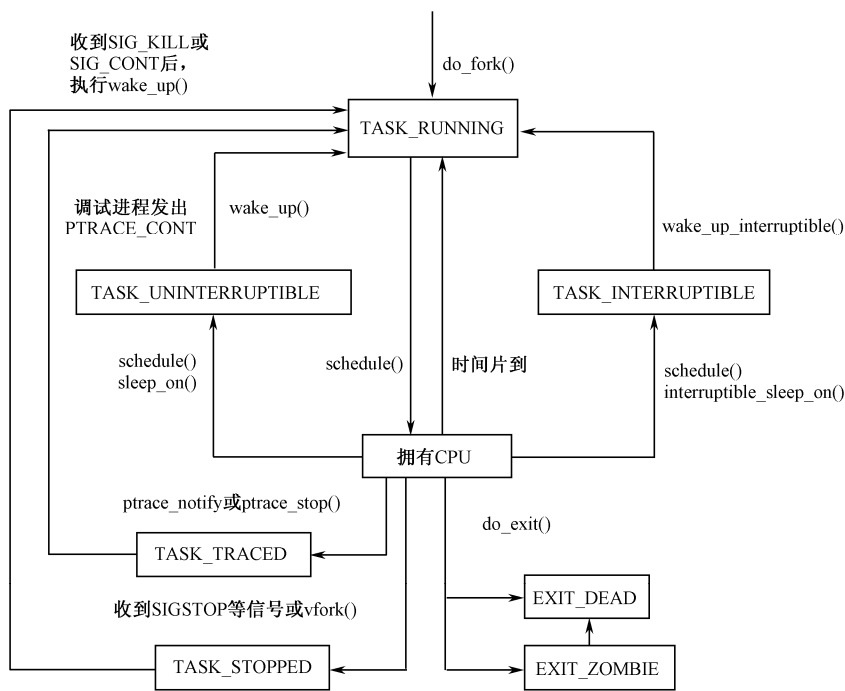 收到SIG_KILL或
SIG_CONT后,
执行wake_up()
do_fork()
TASK_RUNNING
调试进程发出
PTRACE_CONT
wake_up()
wake_up_interruptible()
TASK_UNINTERRUPTIBLE
TASK_INTERRUPTIBLE
schedule()
sleep_on()
schedule()
时间片到
schedule()
interruptible_sleep_on()
拥有CPU
ptrace_notify或ptrace_stop()
do_exit()
TASK_TRACED
收到SIGSTOP等信号或vfork()
EXIT_DEAD
TASK_STOPPED
EXIT_ZOMBIE